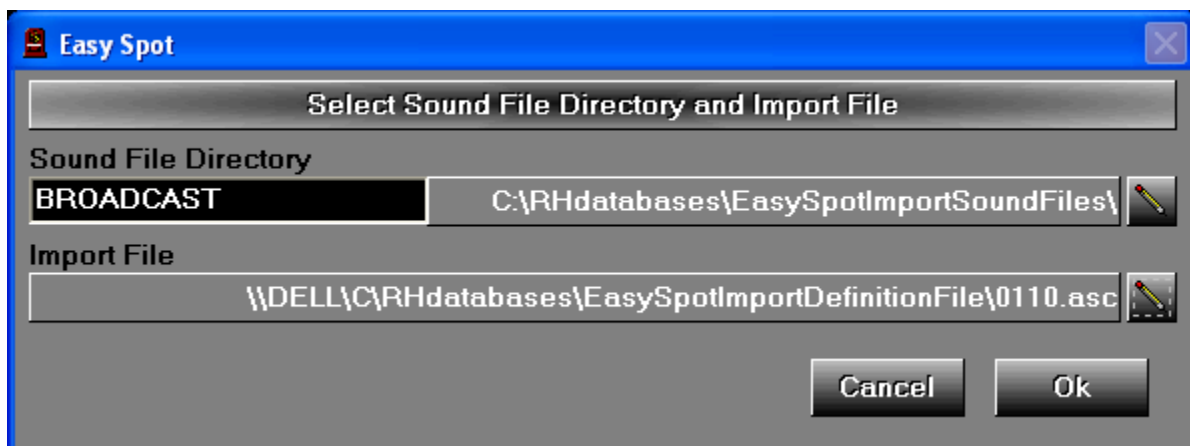 Easy Spot
Select Sound File Directory and Import File
Sound File Directory
BROADCAST C:\RHdatabases\EasySpotImportSoundFiles\
Import File
\\DELL\C\RHdatabases\EasySpotImportDefinitionFile\0110.asc
Cancel Ok